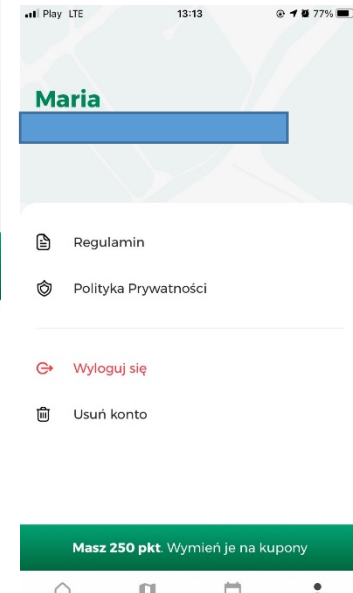 Play LTE 13:13 77%
Maria
Regulamin
Polityka Prywatności
Wyloguj się
Usuń konto
Masz 250 pkt. Wymień je na kupony